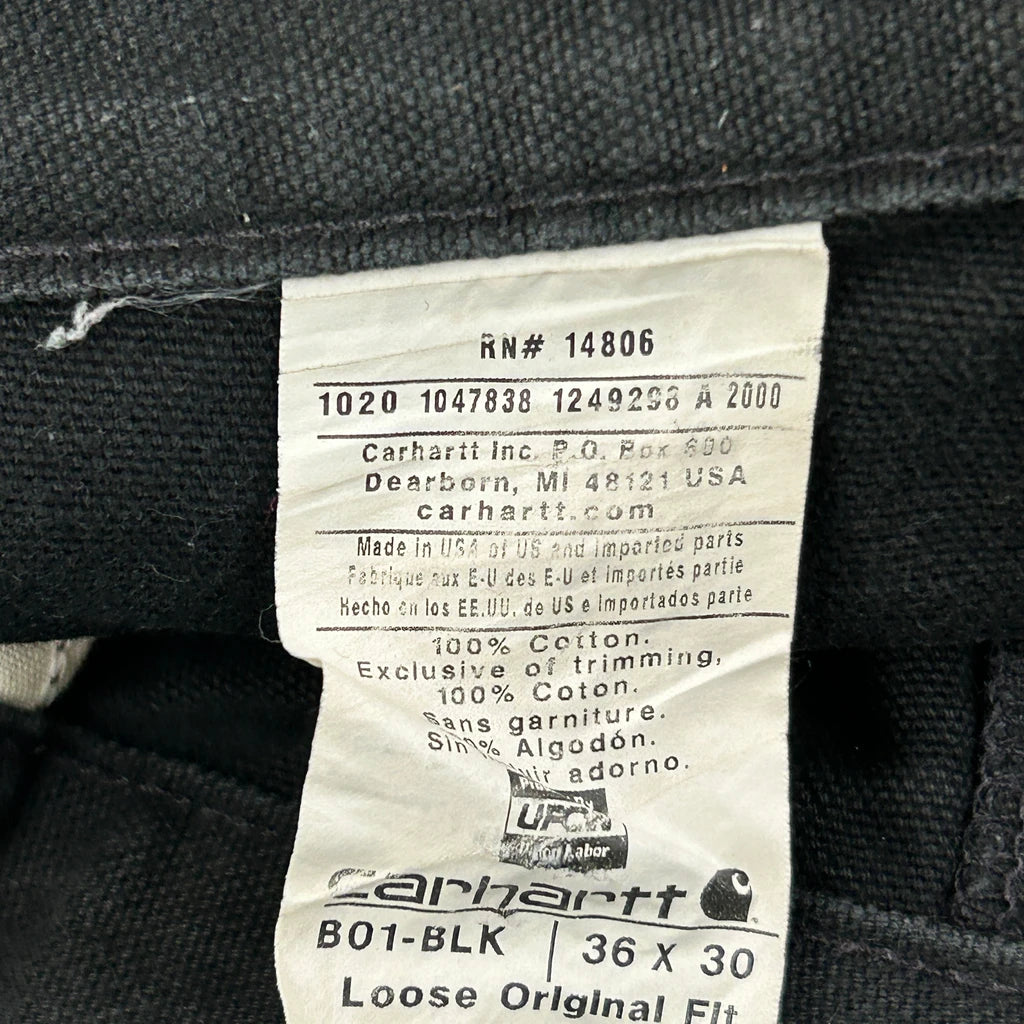 RN# 14806
1020 1047838 1249298 A 2000
Carhartt Inc. P.O. Box 600
Dearborn, MI 48121 USA
carhartt.com
Made in USA of US and Imported parts
Fabrique aux E-U des E-U et importés partie
Hecho en los EE.UU. de US e Importados parte
100% Cotton.
Exclusive of trimming,
100% Coton.
Sans garniture.
Algodón.
adorno.
UFCW
Union Labor
carhartt
B01-BLK | 36 X 30
Loose Original Fit